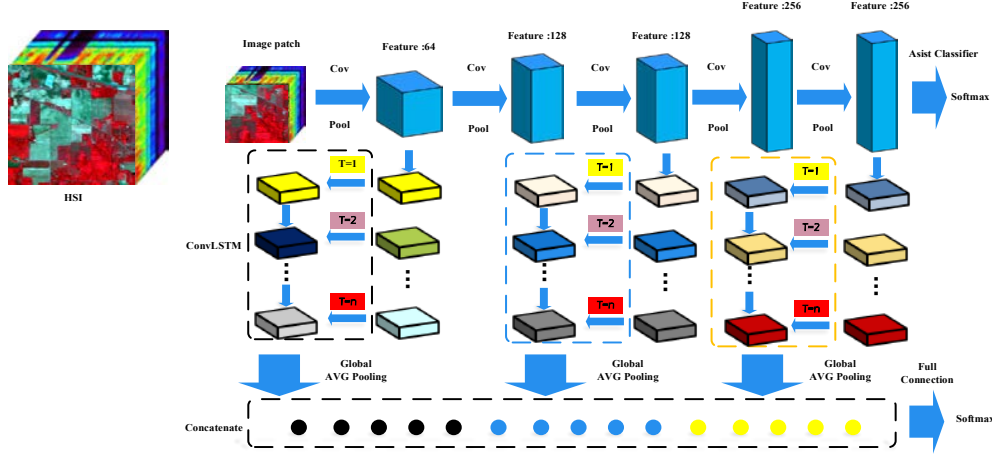 Feature :256
Feature :256
Feature :128
Feature :128
Image patch
Feature :64
Asist Classifier
Cov
Cov
Cov
Cov
Cov
Softmax
Pool
Pool
Pool
Pool
Pool
HSI
T=1
T=1
T=1
ConvLSTM
T=2
T=2
T=2
T=n
T=n
T=n
Global
AVG Pooling
Global
AVG Pooling
Global
AVG Pooling
Full
Connection
Concatenate
Softmax